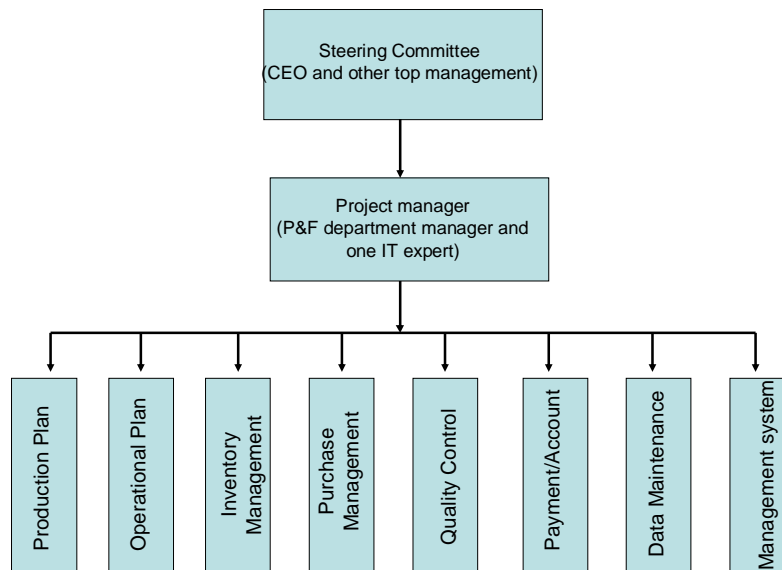 Steering Committee
(CEO and other top management)
Project manager
(P&F department manager and
one IT expert)
Production Plan
Operational Plan
Inventory
Management
Purchase
Management
Quality Control
Payment/Account
Data Maintenance
Management system